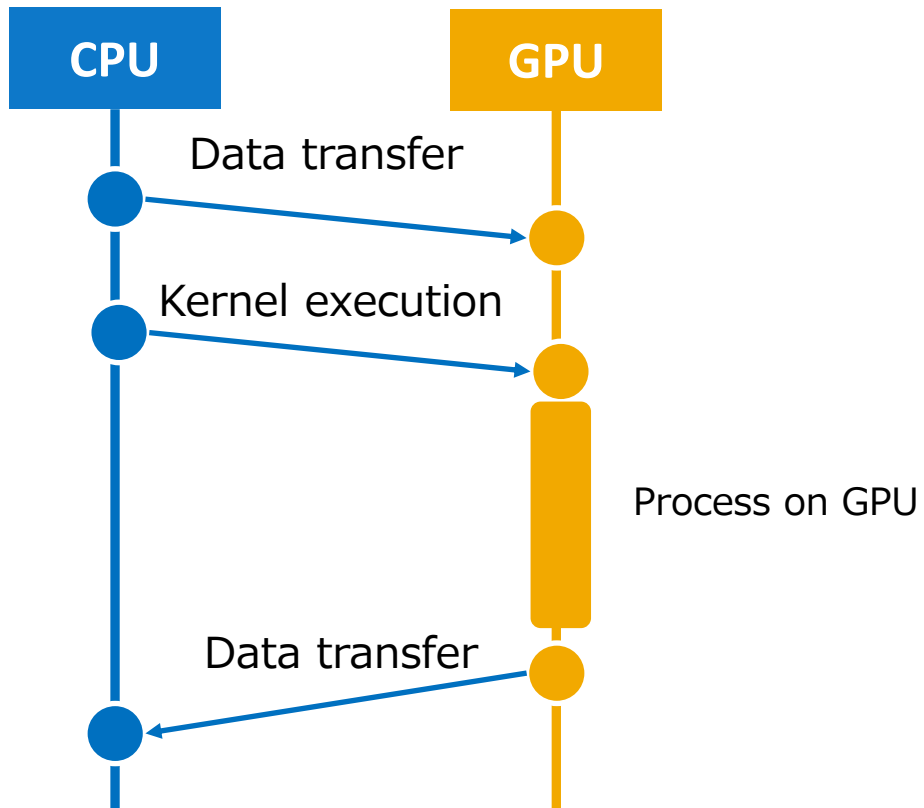 CPU
GPU
Data transfer
Kernel execution
Process on GPU
Data transfer